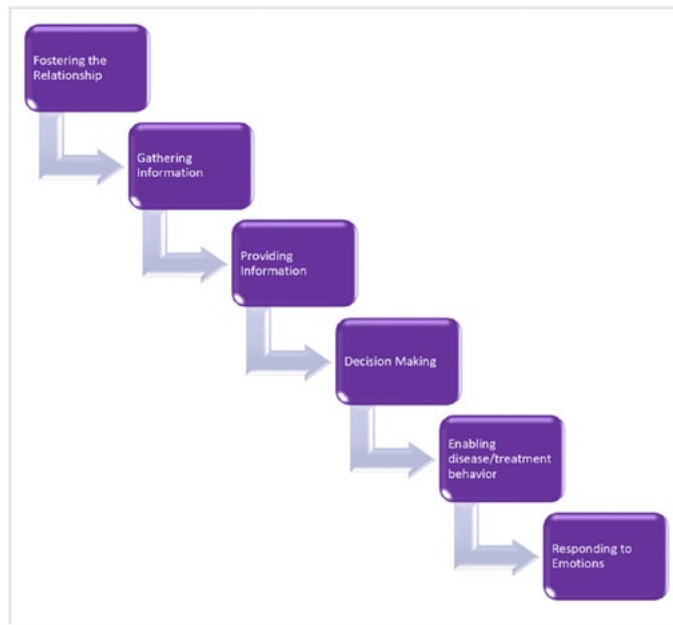 Fostering the
Relationship
Gathering
Information
Providing
Information
Decision Making
Enabling
disease/treatment
behavior
Responding to
Emotions